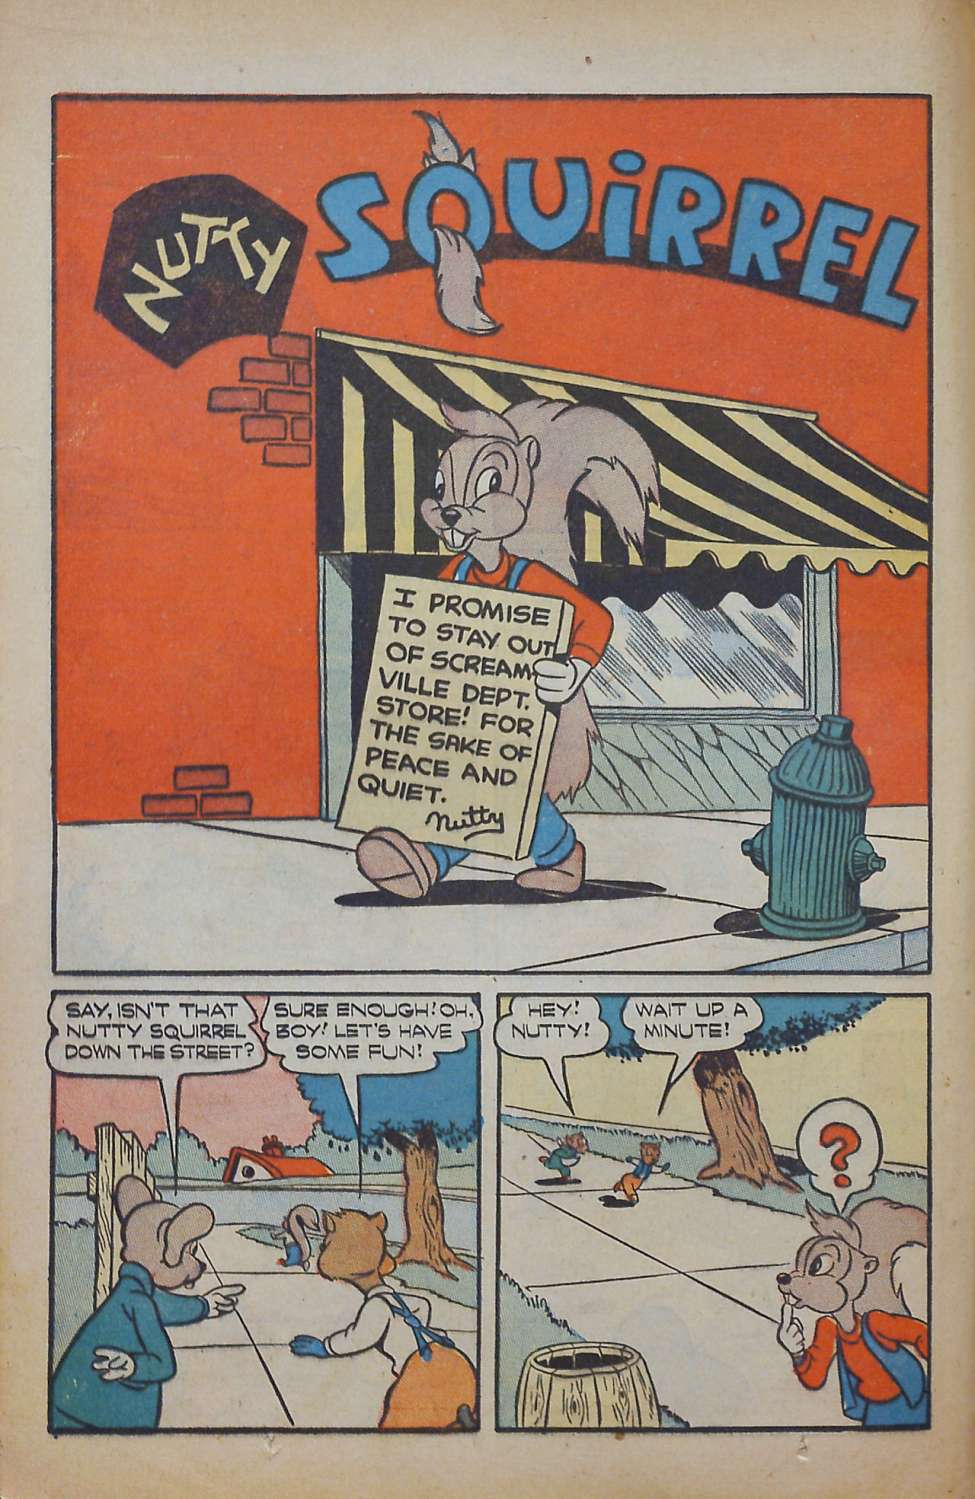 NUTTY
SQUiRREL
I PROMISE
TO STAY OUT
OF SCREAM-
VILLE DEPT.
STORE! FOR
THE SAKE OF
PEACE AND
QUIET.
Nutty
SAY, ISN'T THAT
NUTTY SQUIRREL
DOWN THE STREET?
SURE ENOUGH! OH,
BOY! LET'S HAVE
SOME FUN!
HEY!
NUTTY!
WAIT UP A
MINUTE!
?